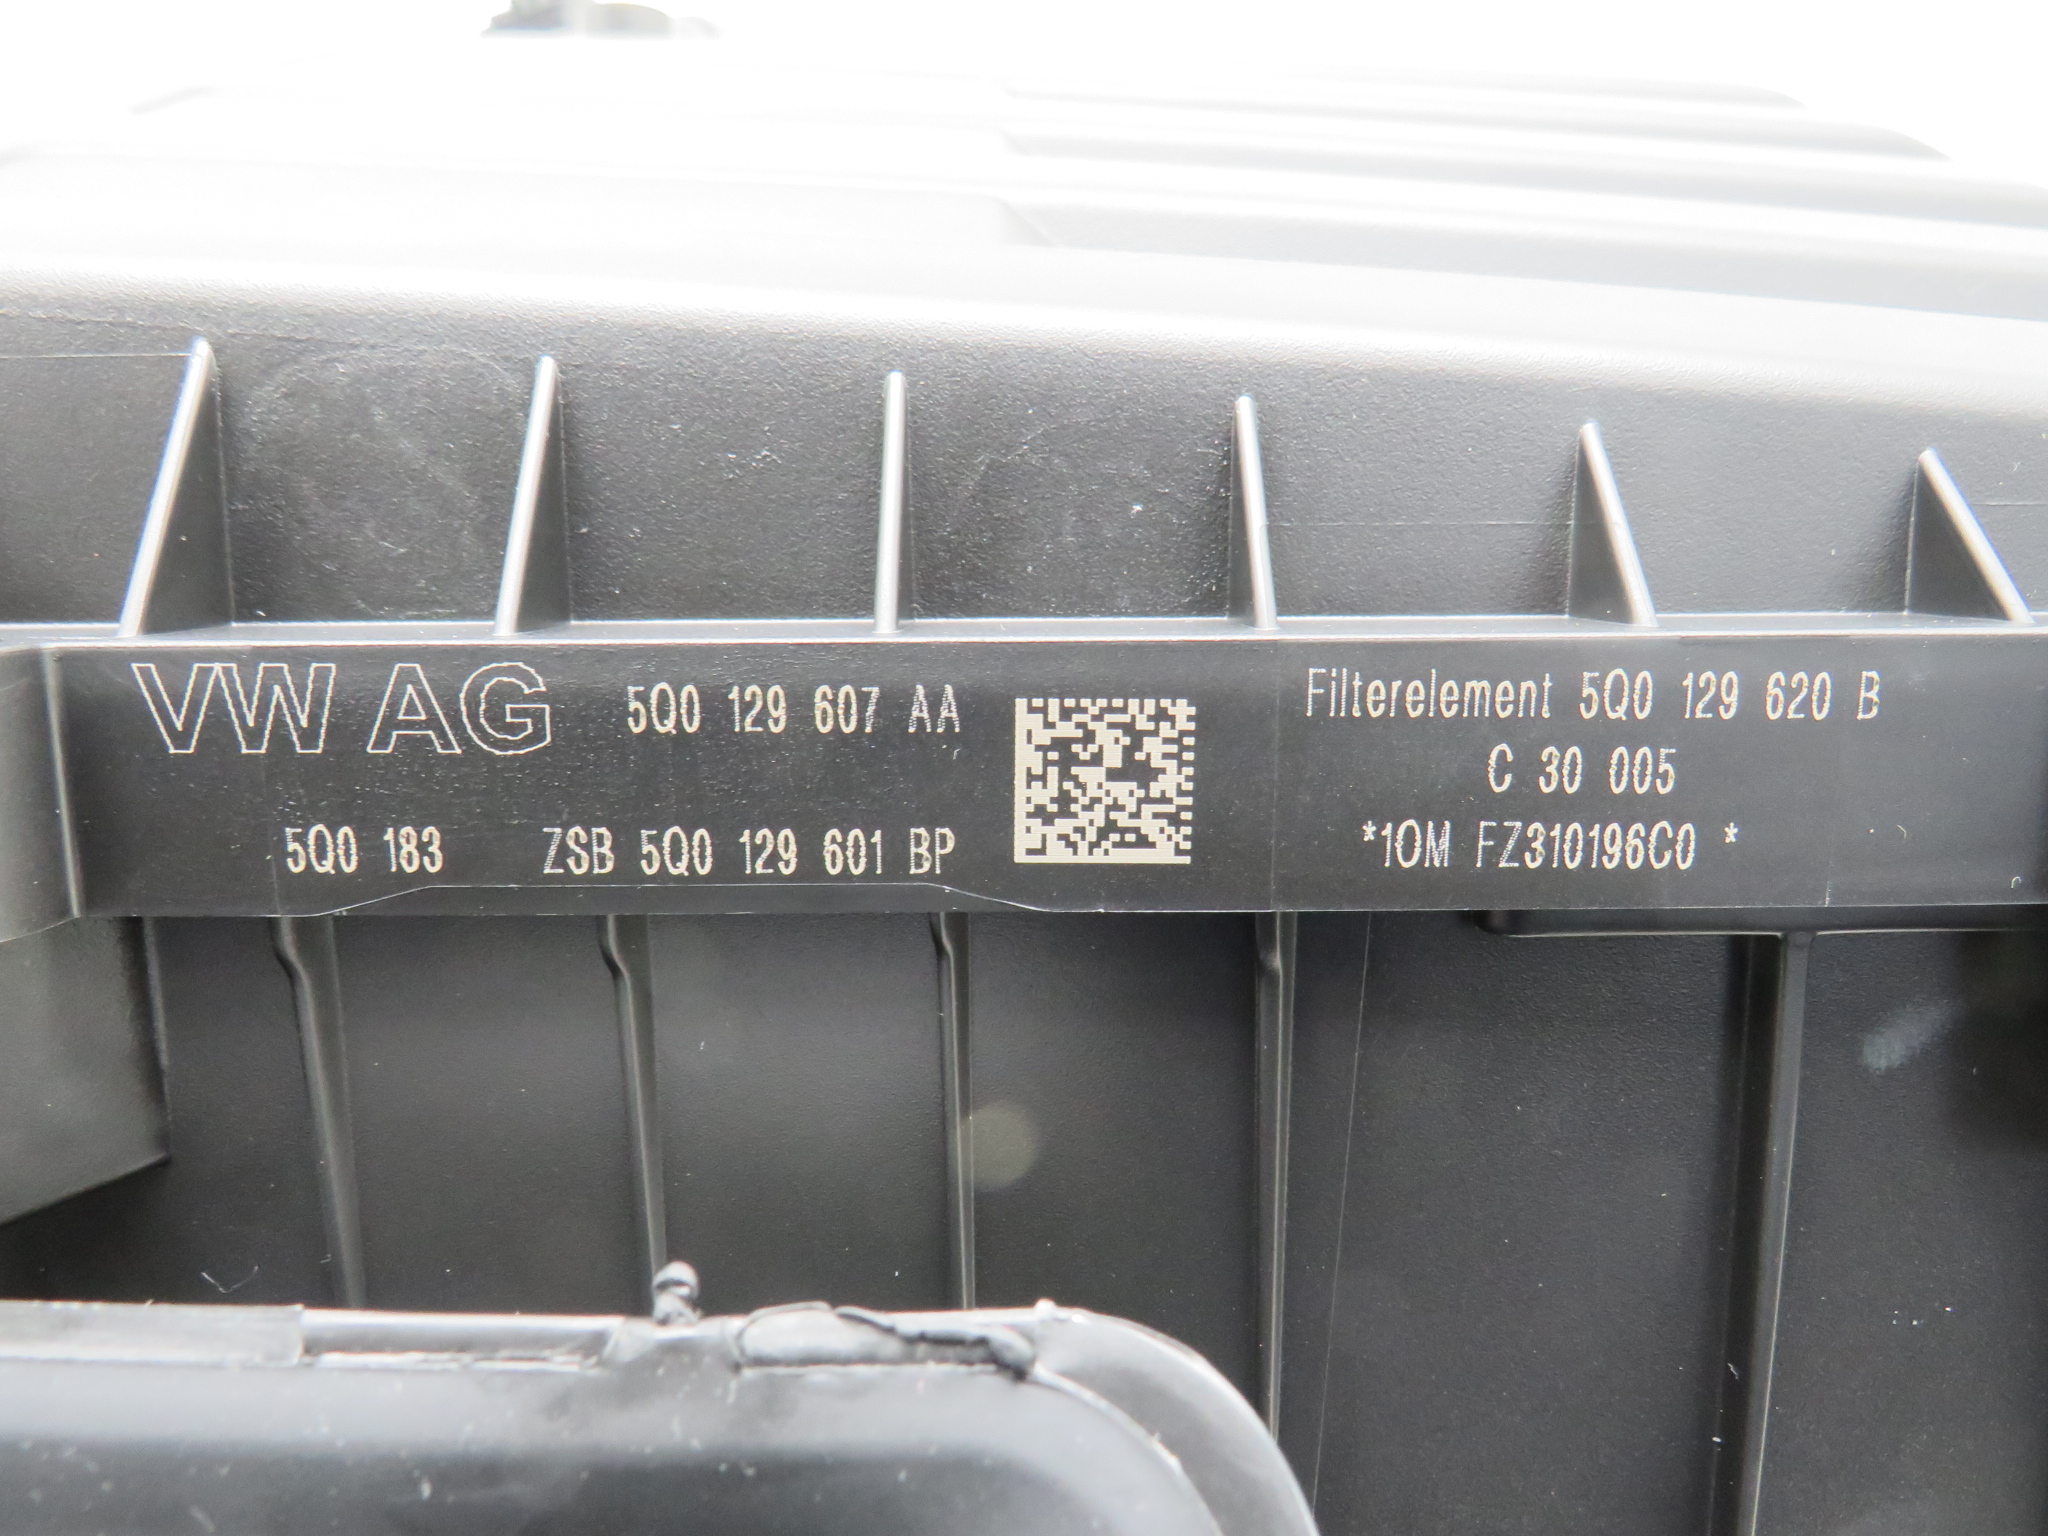 VW AG 5Q0 129 607 AA
5Q0 183 ZSB 5Q0 129 601 BP
Filterelement 5Q0 129 620 B
C 30 005
*1OM FZ310196C0 *